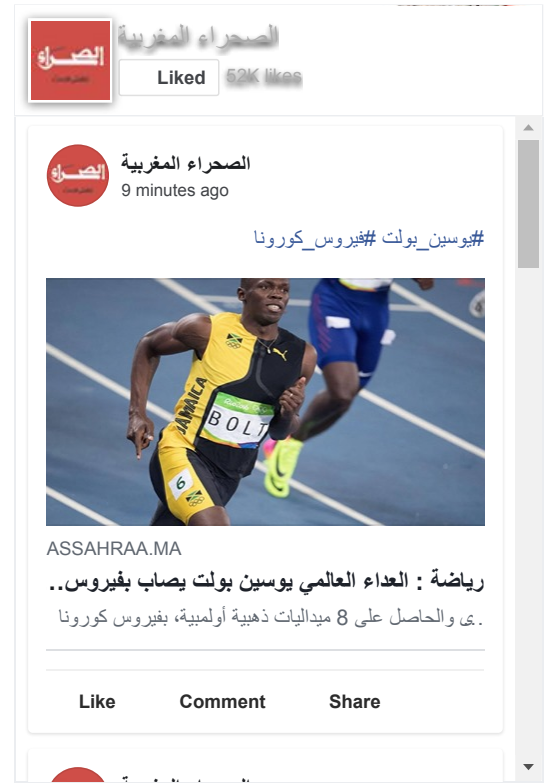 الصحراء المغربية
Liked
52K likes
الصحراء المغربية
9 minutes ago
#يوسين_بولت #فيروس_كورونا
JAMAICA
BOLT
6
ASSAHRAA.MA
رياضة : العداء العالمي يوسين بولت يصاب بفيروس..
.ى والحاصل على 8 ميداليات ذهبية أولمبية، بفيروس كورونا
Like
Comment
Share